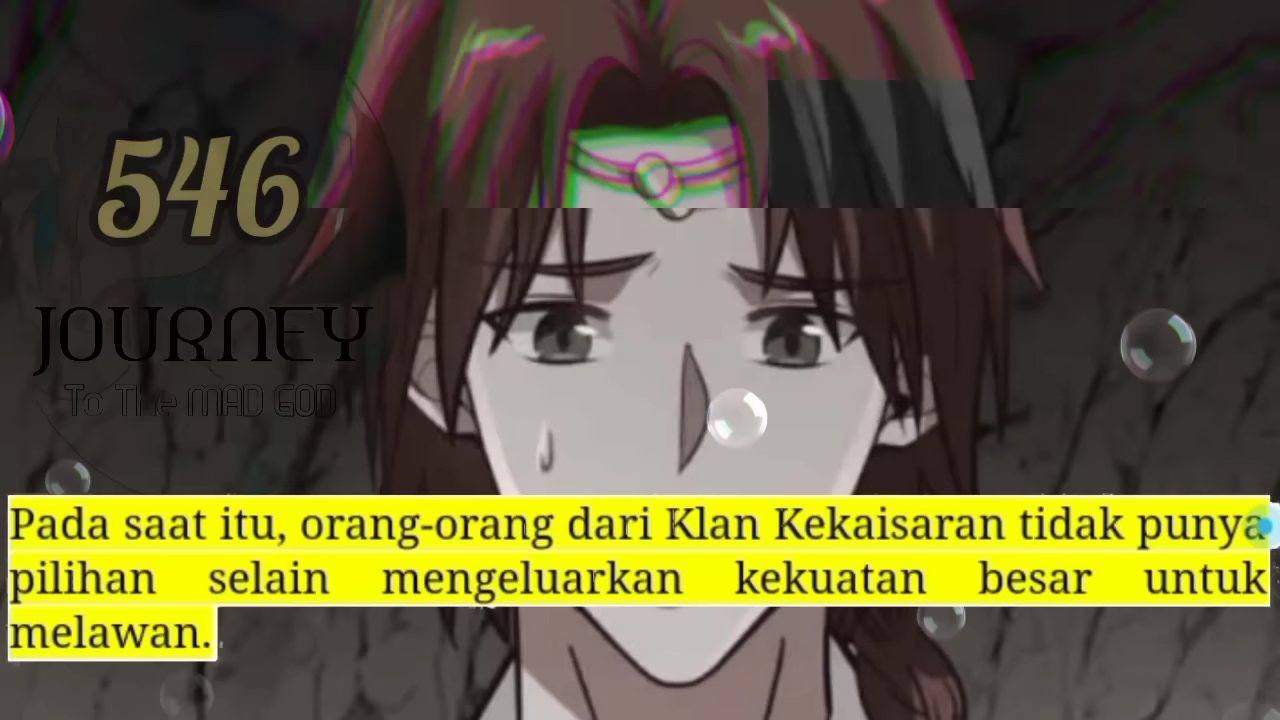 546
JOURNEY
To The MAD GOD
Pada saat itu, orang-orang dari Klan Kekaisaran tidak punya
pilihan selain mengeluarkan kekuatan besar untuk
melawan.